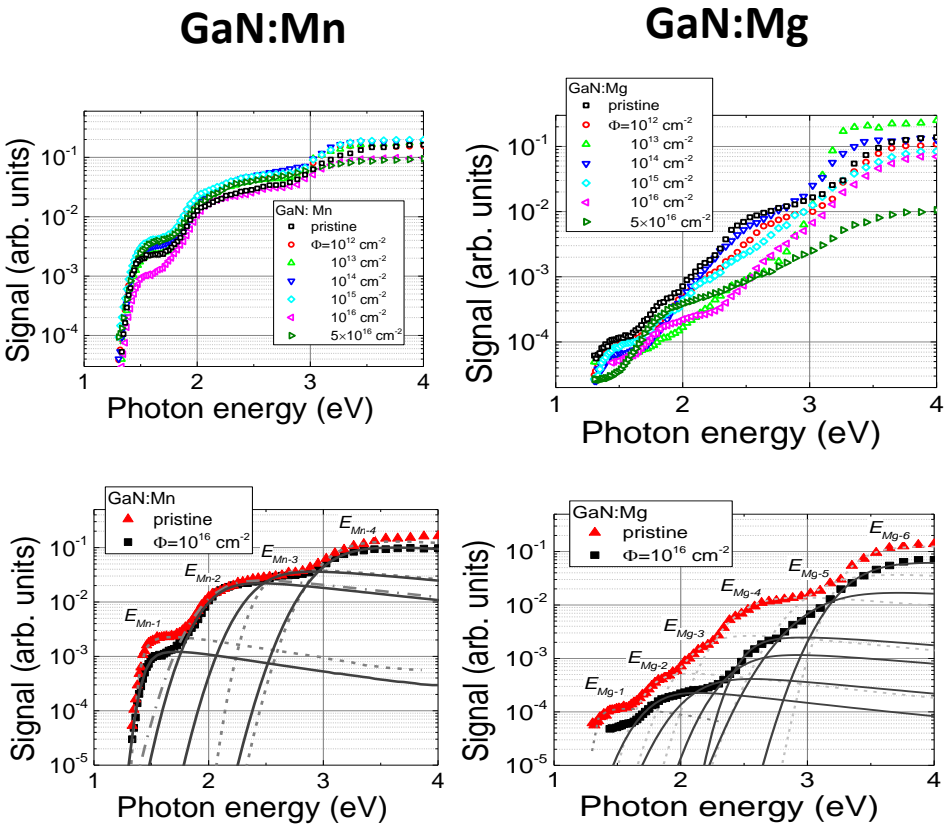 GaN:Mn
GaN:Mg
GaN: Mn
pristine
Φ=10¹² cm⁻²
10¹³ cm⁻²
10¹⁴ cm⁻²
10¹⁵ cm⁻²
10¹⁶ cm⁻²
5×10¹⁶ cm⁻²
10⁻¹
10⁻²
10⁻³
10⁻⁴
Signal (arb. units)
1 2 3 4
Photon energy (eV)
GaN:Mg
pristine
Φ=10¹² cm⁻²
10¹³ cm⁻²
10¹⁴ cm⁻²
10¹⁵ cm⁻²
10¹⁶ cm⁻²
5×10¹⁶ cm⁻²
10⁻¹
10⁻²
10⁻³
10⁻⁴
Signal (arb. units)
1 2 3 4
Photon energy (eV)
GaN:Mn
pristine
Φ=10¹⁶ cm⁻²
E_Mn-1
E_Mn-2
E_Mn-3
E_Mn-4
10⁻¹
10⁻²
10⁻³
10⁻⁴
10⁻⁵
Signal (arb. units)
1 2 3 4
Photon energy (eV)
GaN:Mg
pristine
Φ=10¹⁶ cm⁻²
E_Mg-1
E_Mg-2
E_Mg-3
E_Mg-4
E_Mg-5
E_Mg-6
10⁻¹
10⁻²
10⁻³
10⁻⁴
10⁻⁵
Signal (arb. units)
1 2 3 4
Photon energy (eV)